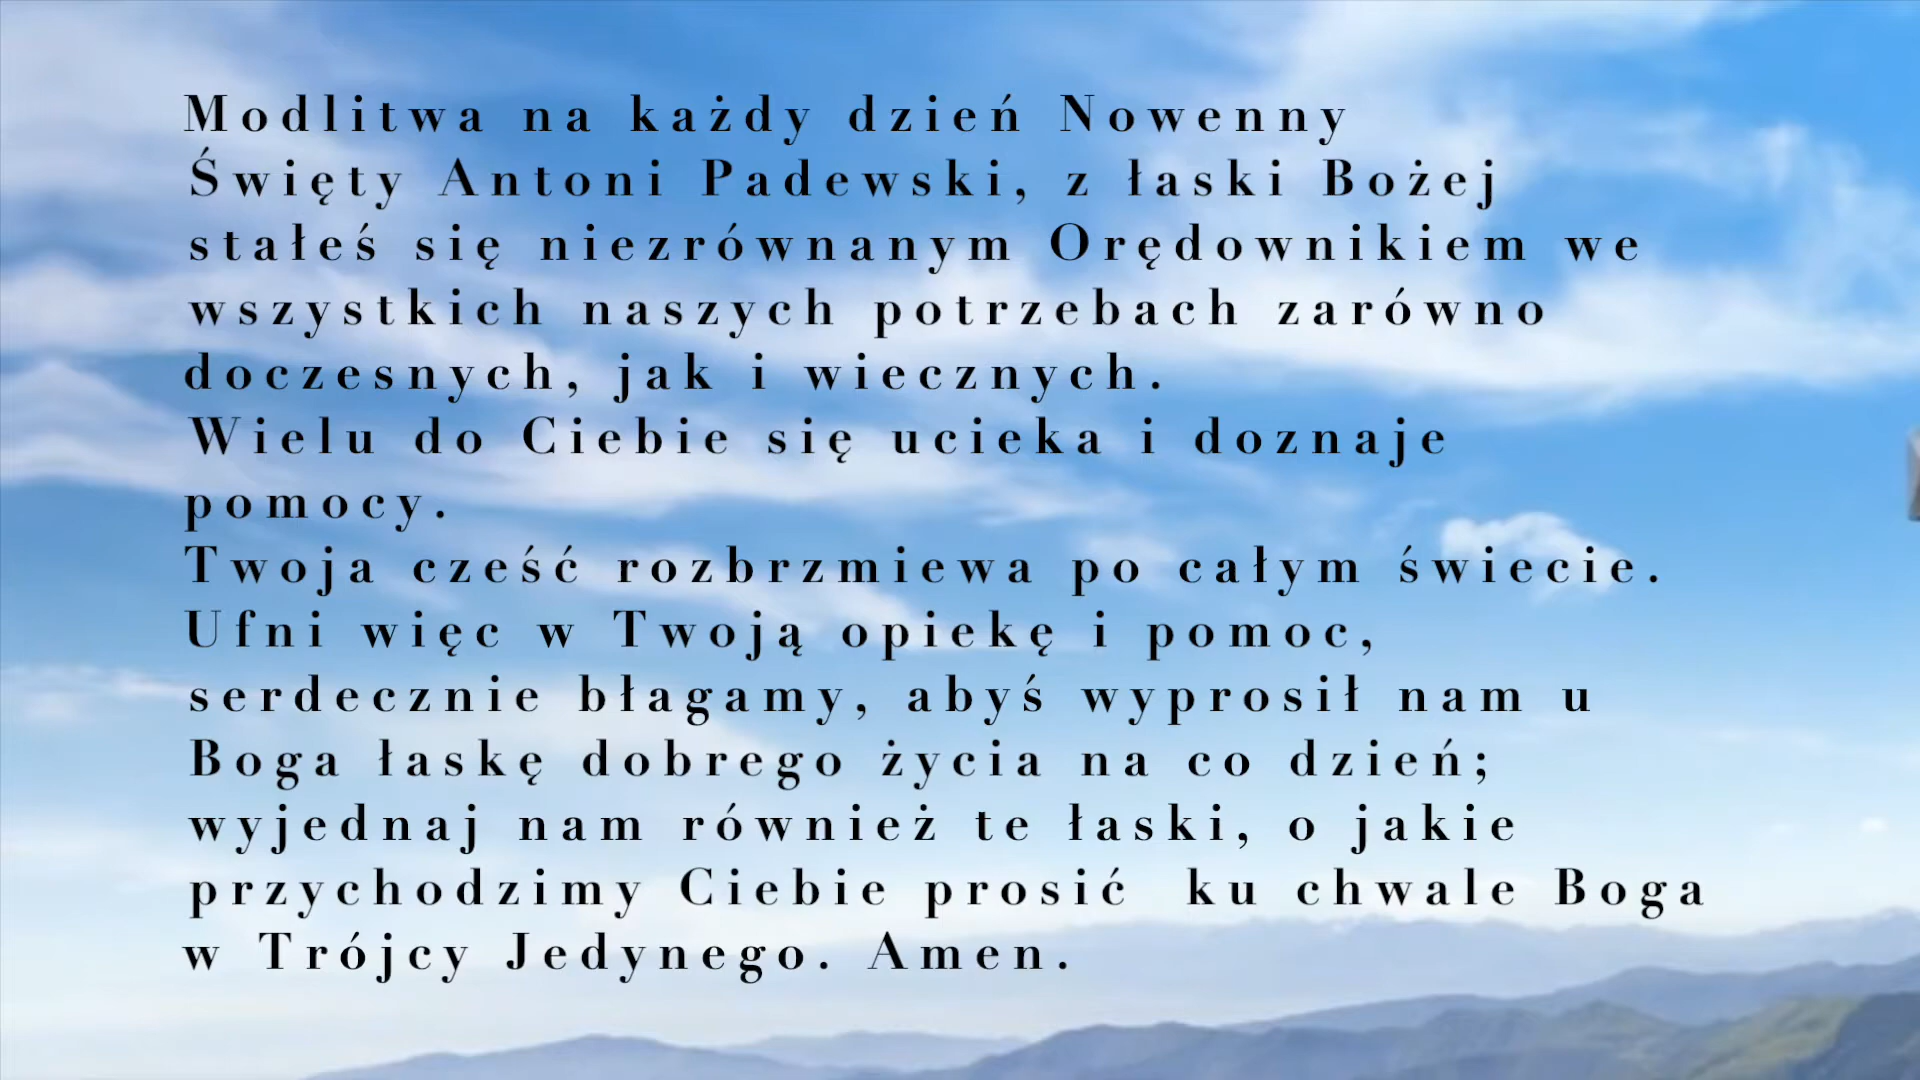 Modlitwa na każdy dzień Nowenny
Święty Antoni Padewski, z łaski Bożej
stałeś się niezrównanym Orędownikiem we
wszystkich naszych potrzebach zarówno
doczesnych, jak i wiecznych.
Wielu do Ciebie się ucieka i doznaje
pomocy.
Twoja cześć rozbrzmiewa po całym świecie.
Ufni więc w Twoją opiekę i pomoc,
serdecznie błagamy, abyś wyprosił nam u
Boga łaskę dobrego życia na co dzień;
wyjednaj nam również te łaski, o jakie
przychodzimy Ciebie prosić  ku chwale Boga
w Trójcy Jedynego. Amen.